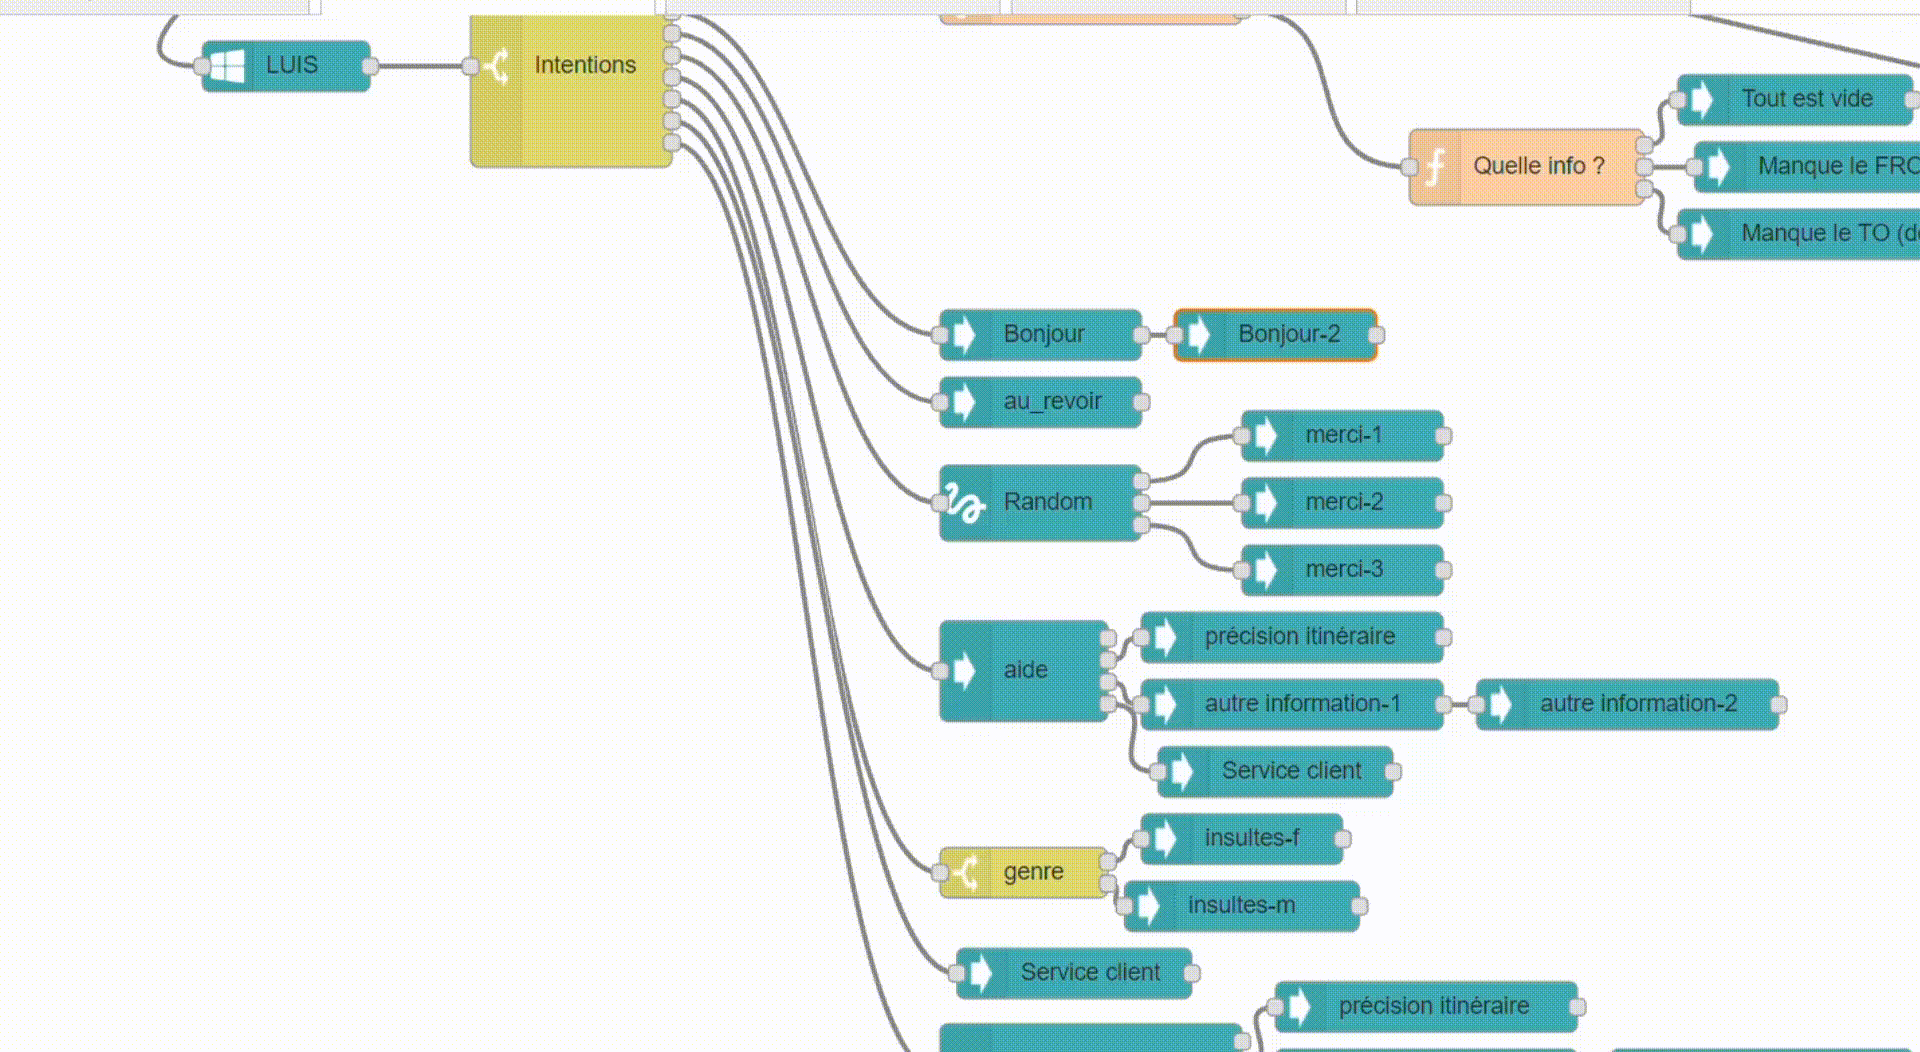 LUIS
Intentions
Tout est vide
Quelle info ?
Manque le FRO
Manque le TO (d
Bonjour
Bonjour-2
au_revoir
merci-1
Random
merci-2
merci-3
précision itinéraire
aide
autre information-1
autre information-2
Service client
insultes-f
genre
insultes-m
Service client
précision itinéraire